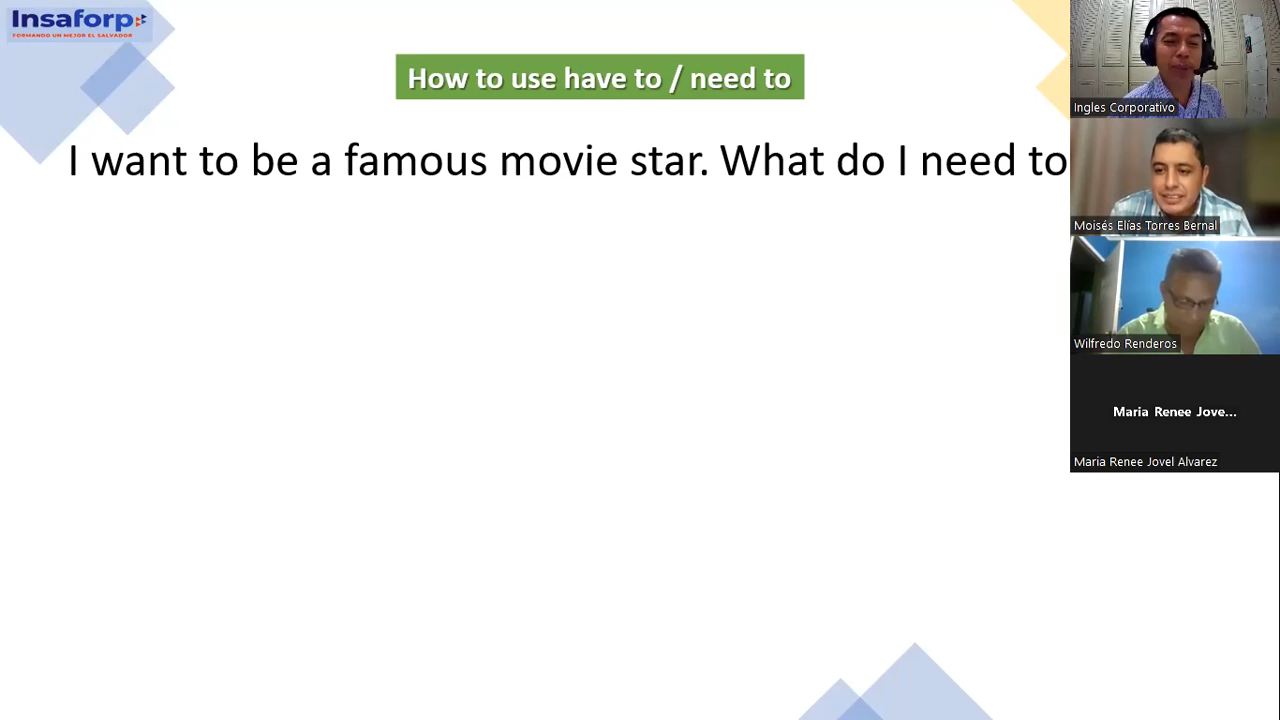 Insaforp
FORMANDO UN MEJOR EL SALVADOR
How to use have to / need to
I want to be a famous movie star. What do I need to
Ingles Corporativo
Moisés Elías Torres Bernal
Wilfredo Renderos
Maria Renee Jove...
Maria Renee Jovel Alvarez